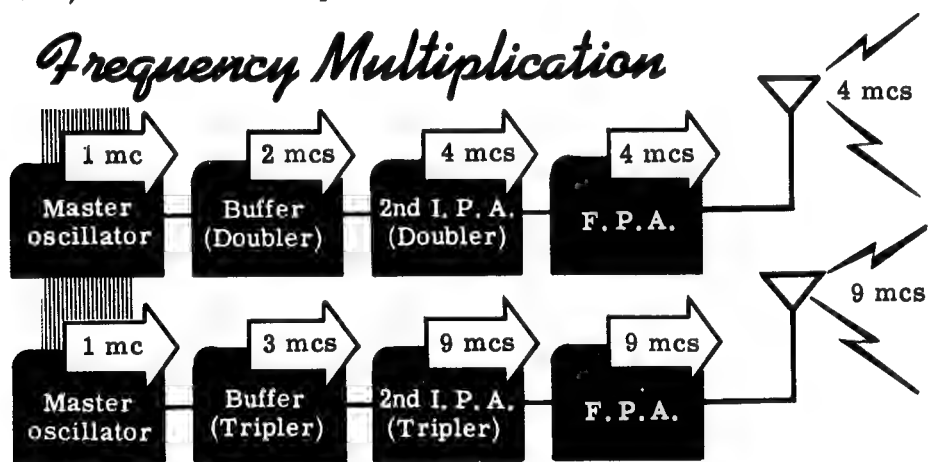 Frequency Multiplication
1 mc
2 mcs
4 mcs
4 mcs
4 mcs
Master
oscillator
Buffer
(Doubler)
2nd I. P. A.
(Doubler)
F. P. A.
1 mc
3 mcs
9 mcs
9 mcs
9 mcs
Master
oscillator
Buffer
(Tripler)
2nd I. P. A.
(Tripler)
F. P. A.